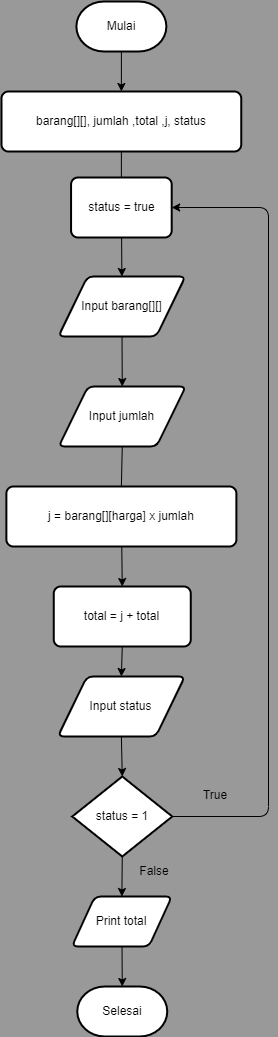 Mulai
barang[][], jumlah ,total ,j, status
status = true
Input barang[][]
Input jumlah
j = barang[][harga] x jumlah
total = j + total
Input status
True
status = 1
False
Print total
Selesai